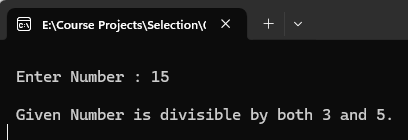 E:\Course Projects\Selection\(
Enter Number : 15
Given Number is divisible by both 3 and 5.